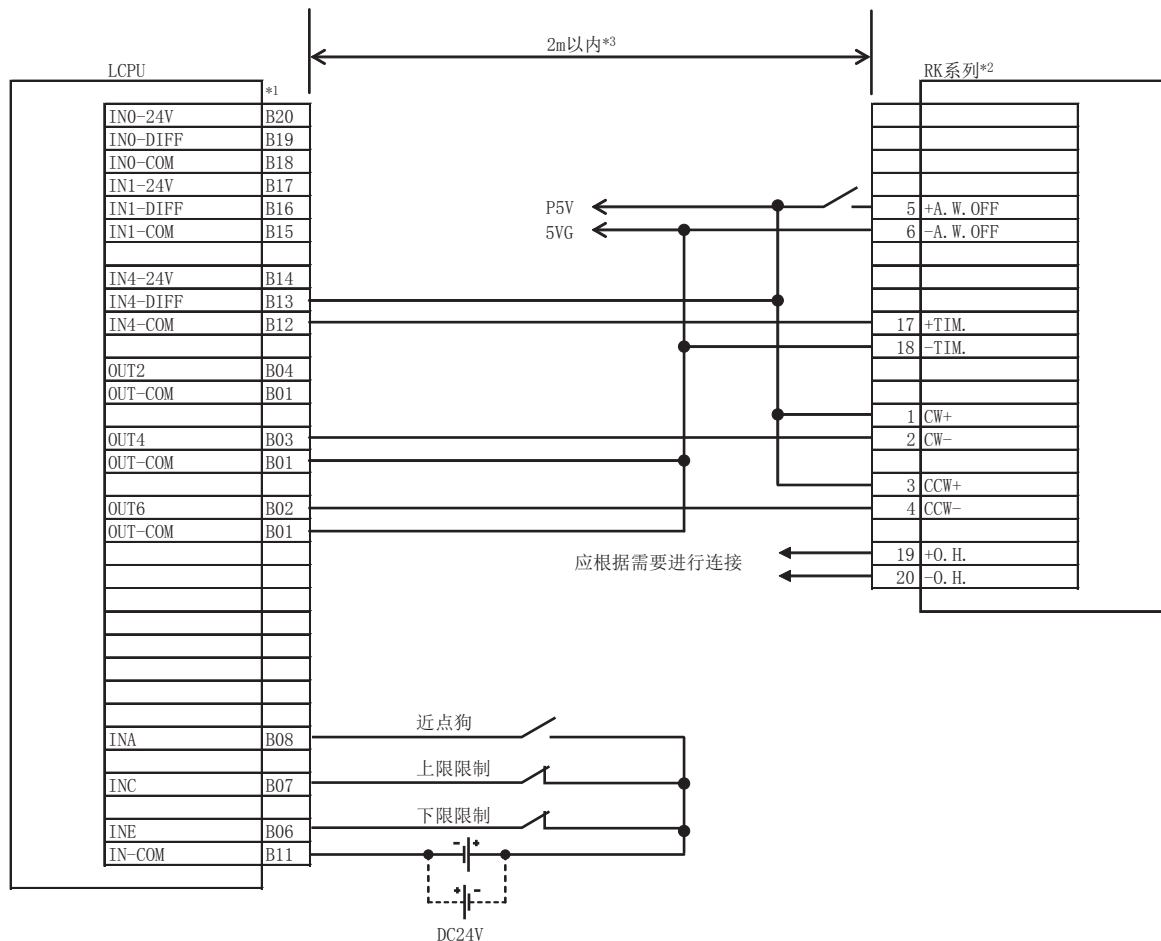 2m以内*3
LCPU
RK系列*2
*1
IN0-24V B20
IN0-DIFF B19
IN0-COM B18
IN1-24V B17
IN1-DIFF B16
IN1-COM B15
P5V
5 +A.W.OFF
5VG
6 -A.W.OFF
IN4-24V B14
IN4-DIFF B13
IN4-COM B12
17 +TIM.
18 -TIM.
OUT2 B04
OUT-COM B01
1 CW+
OUT4 B03
2 CW-
OUT-COM B01
3 CCW+
OUT6 B02
4 CCW-
OUT-COM B01
应根据需要进行连接
19 +O.H.
20 -O.H.
近点狗
INA B08
上限限制
INC B07
下限限制
INE B06
- +
IN-COM B11
+ -
DC24V